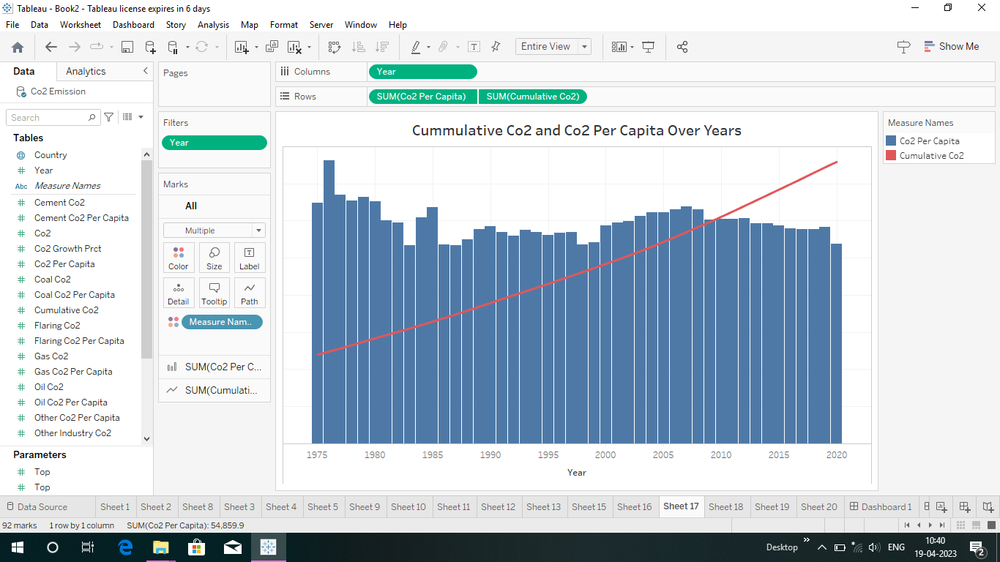 Tableau - Book2 - Tableau license expires in 6 days
File Data Worksheet Dashboard Story Analysis Map Format Server Window Help
Entire View
Show Me
Data Analytics
Co2 Emission
Search
Tables
Country
Year
Abc Measure Names
Cement Co2
Cement Co2 Per Capita
Co2
Co2 Growth Prct
Co2 Per Capita
Coal Co2
Coal Co2 Per Capita
Cumulative Co2
Flaring Co2
Flaring Co2 Per Capita
Gas Co2
Gas Co2 Per Capita
Oil Co2
Oil Co2 Per Capita
Other Co2 Per Capita
Other Industry Co2
Parameters
Top
Top
Pages
Filters
Year
Marks
All
Multiple
Color Size Label
Detail Tooltip Path
Measure Nam..
SUM(Co2 Per C...
SUM(Cumulati...
Columns Year
Rows SUM(Co2 Per Capita) SUM(Cumulative Co2)
Cummulative Co2 and Co2 Per Capita Over Years
1975 1980 1985 1990 1995 2000 2005 2010 2015 2020
Year
Measure Names
Co2 Per Capita
Cumulative Co2
Data Source Sheet 1 Sheet 2 Sheet 8 Sheet 3 Sheet 4 Sheet 5 Sheet 9 Sheet 10 Sheet 11 Sheet 12 Sheet 13 Sheet 15 Sheet 16 Sheet 17 Sheet 18 Sheet 19 Sheet 20 Dashboard 1
92 marks 1 row by 1 column SUM(Co2 Per Capita): 54,859.9
Desktop ENG 10:40
19-04-2023 2